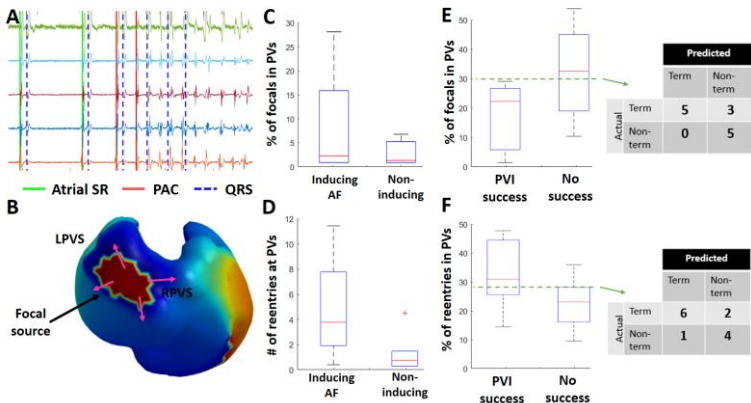 A
Atrial SR PAC QRS
B
LPVS
RPVS
Focal
source
C
% of focals in PVs
30
25
20
15
10
5
0
Inducing
AF
Non-
inducing
D
# of reentries at PVs
12
10
8
6
4
2
0
Inducing
AF
Non-
inducing
E
% of focals in PVs
50
40
30
20
10
0
PVI
success
No
success
Predicted
Term
Non-
term
Actual
Term 5 3
Non-
term 0 5
F
% of reentries in PVs
50
40
30
20
10
0
PVI
success
No
success
Predicted
Term
Non-
term
Actual
Term 6 2
Non-
term 1 4